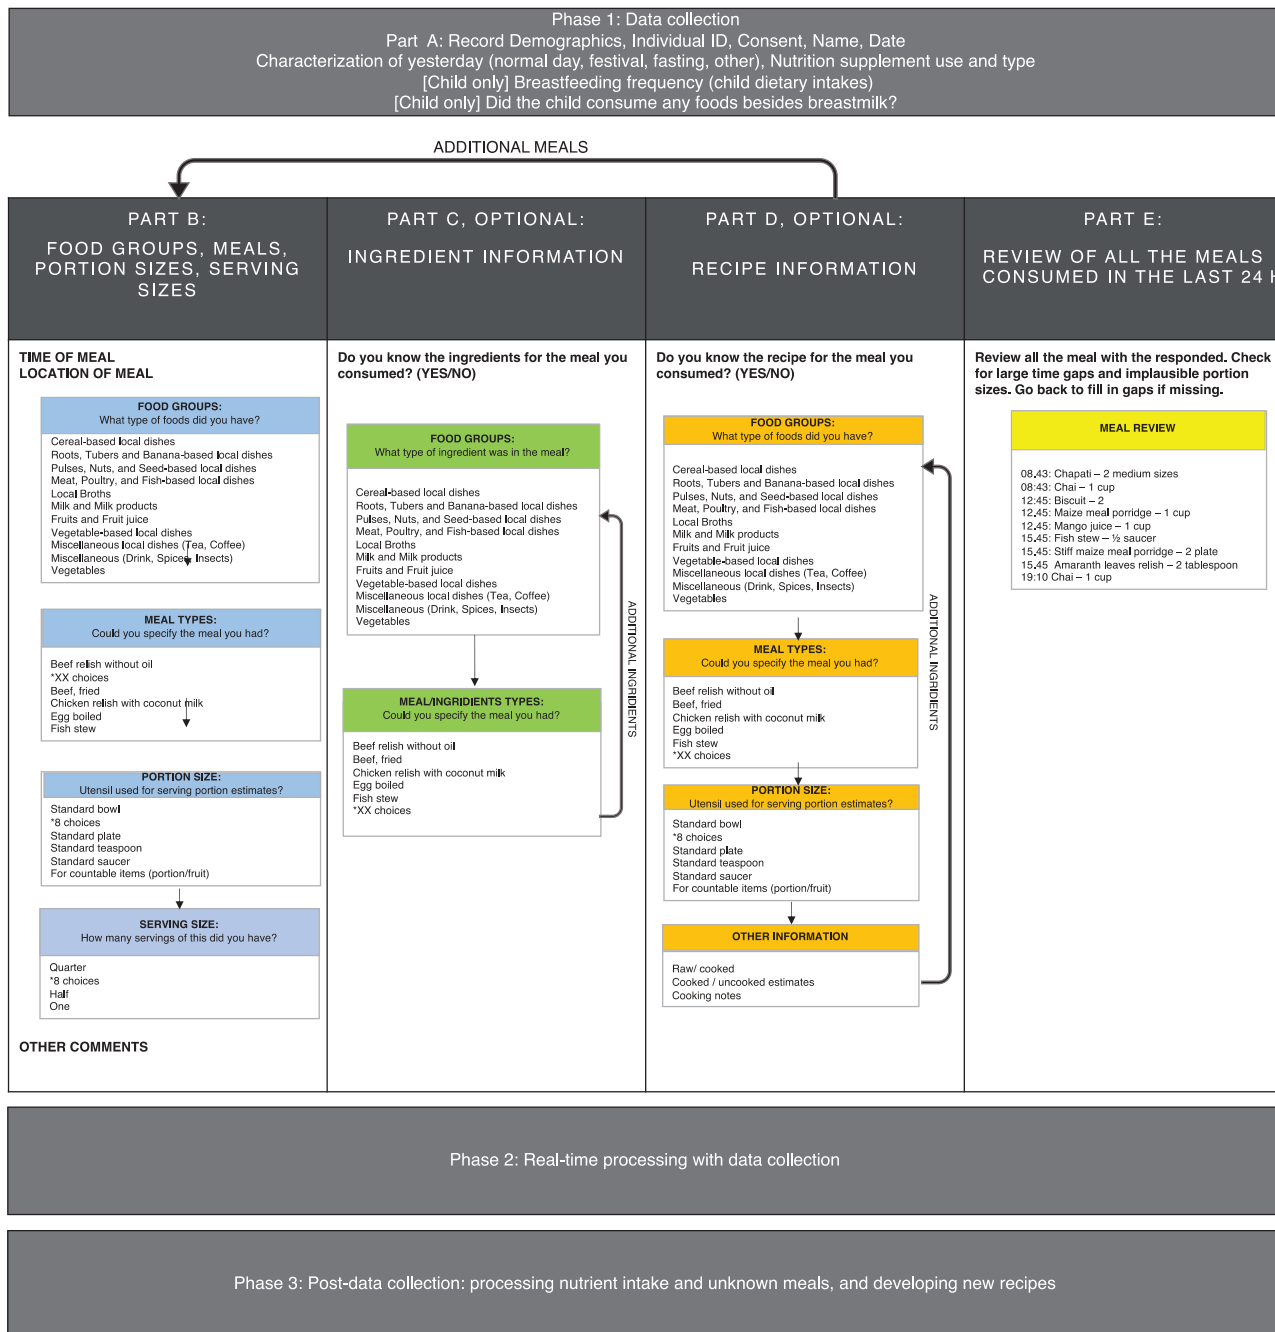 Phase 1: Data collection
Part A: Record Demographics, Individual ID, Consent, Name, Date
Characterization of yesterday (normal day, festival, fasting, other), Nutrition supplement use and type
[Child only] Breastfeeding frequency (child dietary intakes)
[Child only] Did the child consume any foods besides breastmilk?
ADDITIONAL MEALS
PART B:
FOOD GROUPS, MEALS,
PORTION SIZES, SERVING
SIZES
TIME OF MEAL
LOCATION OF MEAL
FOOD GROUPS:
What type of foods did you have?
Cereal-based local dishes
Roots, Tubers and Banana-based local dishes
Pulses, Nuts, and Seed-based local dishes
Meat, Poultry, and Fish-based local dishes
Local Broths
Milk and Milk products
Fruits and Fruit juice
Vegetable-based local dishes
Miscellaneous local dishes (Tea, Coffee)
Miscellaneous (Drink, Spices, Insects)
Vegetables
MEAL TYPES:
Could you specify the meal you had?
Beef relish without oil
*XX choices
Beef, fried
Chicken relish with coconut milk
Egg boiled
Fish stew
PORTION SIZE:
Utensil used for serving portion estimates?
Standard bowl
*8 choices
Standard plate
Standard teaspoon
Standard saucer
For countable items (portion/fruit)
SERVING SIZE:
How many servings of this did you have?
Quarter
*8 choices
Half
One
OTHER COMMENTS
PART C, OPTIONAL:
INGREDIENT INFORMATION
Do you know the ingredients for the meal you
consumed? (YES/NO)
FOOD GROUPS:
What type of ingredient was in the meal?
Cereal-based local dishes
Roots, Tubers and Banana-based local dishes
Pulses, Nuts, and Seed-based local dishes
Meat, Poultry, and Fish-based local dishes
Local Broths
Milk and Milk products
Fruits and Fruit juice
Vegetable-based local dishes
Miscellaneous local dishes (Tea, Coffee)
Miscellaneous (Drink, Spices, Insects)
Vegetables
MEAL/INGRIDIENTS TYPES:
Could you specify the meal you had?
Beef relish without oil
Beef, fried
Chicken relish with coconut milk
Egg boiled
Fish stew
*XX choices
ADDITIONAL INGRIDIENTS
PART D, OPTIONAL:
RECIPE INFORMATION
Do you know the recipe for the meal you
consumed? (YES/NO)
FOOD GROUPS:
What type of foods did you have?
Cereal-based local dishes
Roots, Tubers and Banana-based local dishes
Pulses, Nuts, and Seed-based local dishes
Meat, Poultry, and Fish-based local dishes
Local Broths
Milk and Milk products
Fruits and Fruit juice
Vegetable-based local dishes
Miscellaneous local dishes (Tea, Coffee)
Miscellaneous (Drink, Spices, Insects)
Vegetables
MEAL TYPES:
Could you specify the meal you had?
Beef relish without oil
Beef, fried
Chicken relish with coconut milk
Egg boiled
Fish stew
*XX choices
PORTION SIZE:
Utensil used for serving portion estimates?
Standard bowl
*8 choices
Standard plate
Standard teaspoon
Standard saucer
For countable items (portion/fruit)
OTHER INFORMATION
Raw/ cooked
Cooked / uncooked estimates
Cooking notes
ADDITIONAL INGRIDIENTS
PART E:
REVIEW OF ALL THE MEALS
CONSUMED IN THE LAST 24 H
Review all the meal with the responded. Check
for large time gaps and implausible portion
sizes. Go back to fill in gaps if missing.
MEAL REVIEW
08.43: Chapati – 2 medium sizes
08:43: Chai – 1 cup
12:45: Biscuit – 2
12.45: Maize meal porridge – 1 cup
12.45: Mango juice – 1 cup
15.45: Fish stew – ½ saucer
15.45: Stiff maize meal porridge – 2 plate
15.45 Amaranth leaves relish – 2 tablespoon
19:10 Chai – 1 cup
Phase 2: Real-time processing with data collection
Phase 3: Post-data collection: processing nutrient intake and unknown meals, and developing new recipes